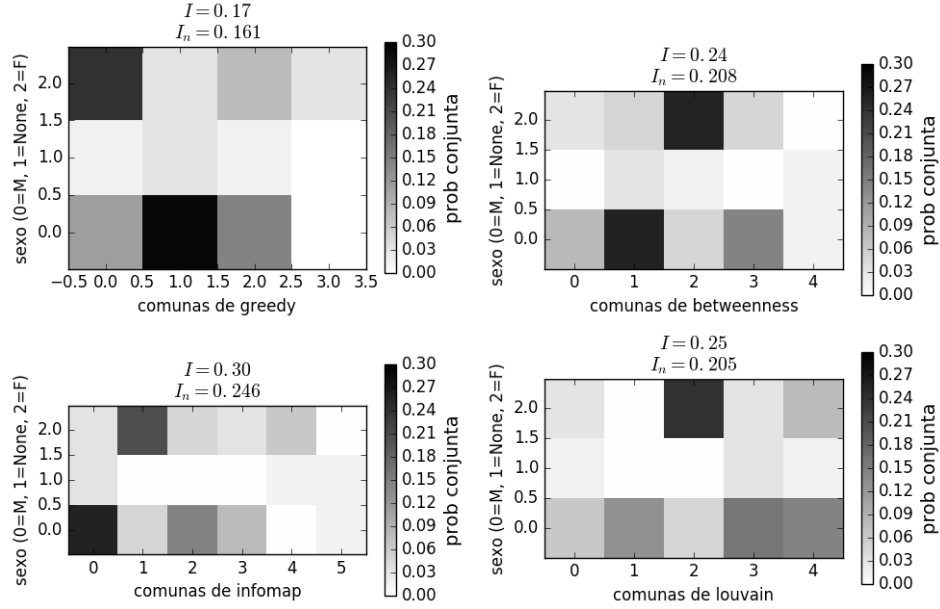 I = 0.17
I_n = 0.161
sexo (0=M, 1=None, 2=F)
2.0
1.5
1.0
0.5
0.0
−0.5 0.0 0.5 1.0 1.5 2.0 2.5 3.0 3.5
comunas de greedy
0.30
0.27
0.24
0.21
0.18
0.15
0.12
0.09
0.06
0.03
0.00
prob conjunta
I = 0.24
I_n = 0.208
sexo (0=M, 1=None, 2=F)
2.0
1.5
1.0
0.5
0.0
0 1 2 3 4
comunas de betweenness
0.30
0.27
0.24
0.21
0.18
0.15
0.12
0.09
0.06
0.03
0.00
prob conjunta
I = 0.30
I_n = 0.246
sexo (0=M, 1=None, 2=F)
2.0
1.5
1.0
0.5
0.0
0 1 2 3 4 5
comunas de infomap
0.30
0.27
0.24
0.21
0.18
0.15
0.12
0.09
0.06
0.03
0.00
prob conjunta
I = 0.25
I_n = 0.205
sexo (0=M, 1=None, 2=F)
2.0
1.5
1.0
0.5
0.0
0 1 2 3 4
comunas de louvain
0.30
0.27
0.24
0.21
0.18
0.15
0.12
0.09
0.06
0.03
0.00
prob conjunta